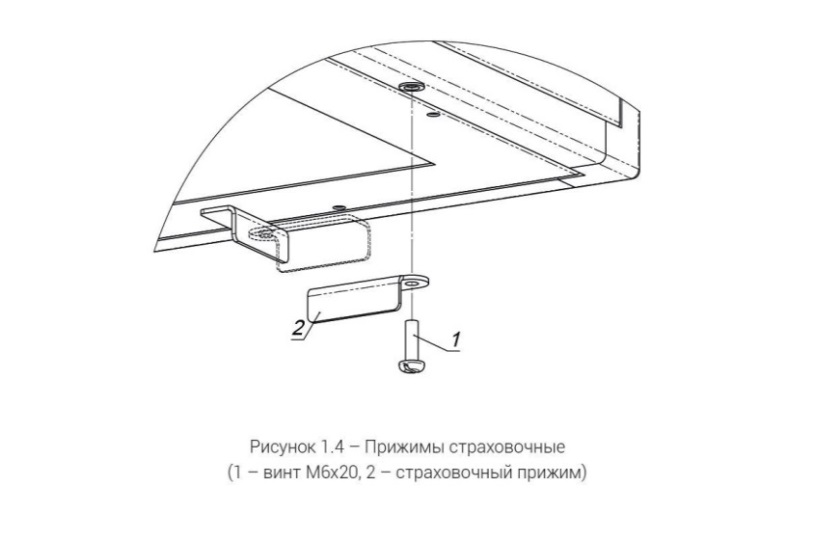 2
1
Рисунок 1.4 – Прижимы страховочные
(1 – винт М6х20, 2 – страховочный прижим)